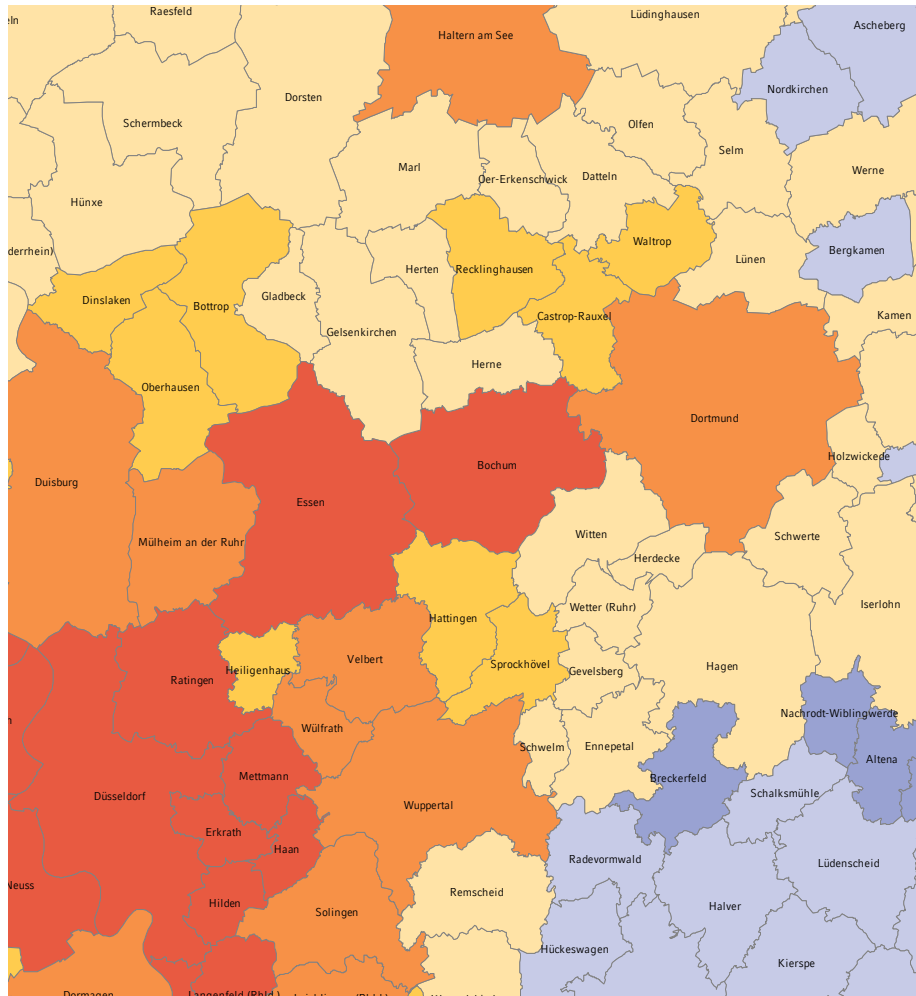 Raesfeld
Lüdinghausen
Ascheberg
Haltern am See
Nordkirchen
Dorsten
Schermbeck
Olfen
Selm
Marl
Oer-Erkenschwick
Datteln
Werne
Hünxe
Waltrop
derrhein)
Bergkamen
Lünen
Herten
Recklinghausen
Dinslaken
Gladbeck
Bottrop
Castrop-Rauxel
Kamen
Gelsenkirchen
Herne
Oberhausen
Dortmund
Holzwickede
Bochum
Duisburg
Essen
Witten
Schwerte
Mülheim an der Ruhr
Herdecke
Wetter (Ruhr)
Iserlohn
Hattingen
Velbert
Sprockhövel
Hagen
Heiligenhaus
Gevelsberg
Ratingen
Nachrodt-Wiblingwerde
Wülfrath
Schwelm
Ennepetal
Altena
Mettmann
Breckerfeld
Schalksmühle
Düsseldorf
Wuppertal
Erkrath
Haan
Radevormwald
Lüdenscheid
Neuss
Remscheid
Hilden
Solingen
Halver
Hückeswagen
Kierspe
Dormagen
Langenfeld (Rhld.)